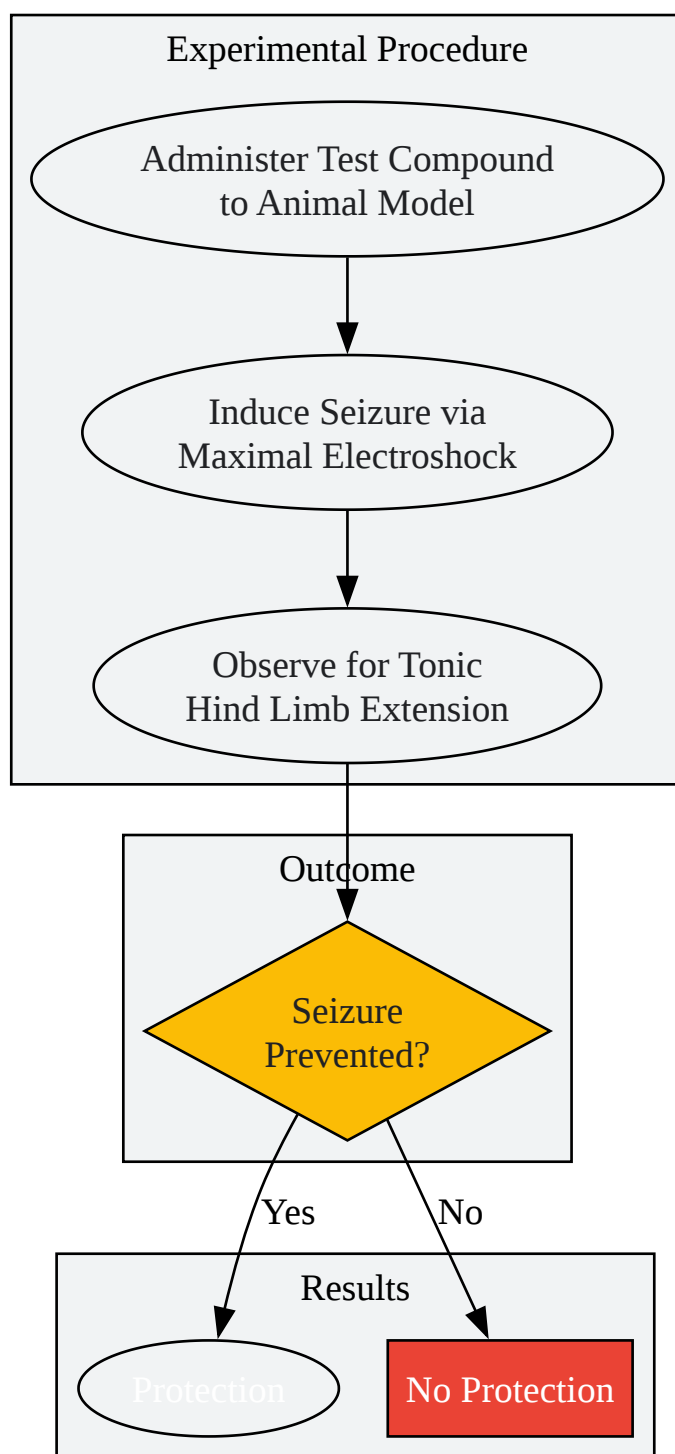 Experimental Procedure
Administer Test Compound
to Animal Model
Induce Seizure via
Maximal Electroshock
Observe for Tonic
Hind Limb Extension
Outcome
Seizure
Prevented?
Yes
No
Results
Protection
No Protection